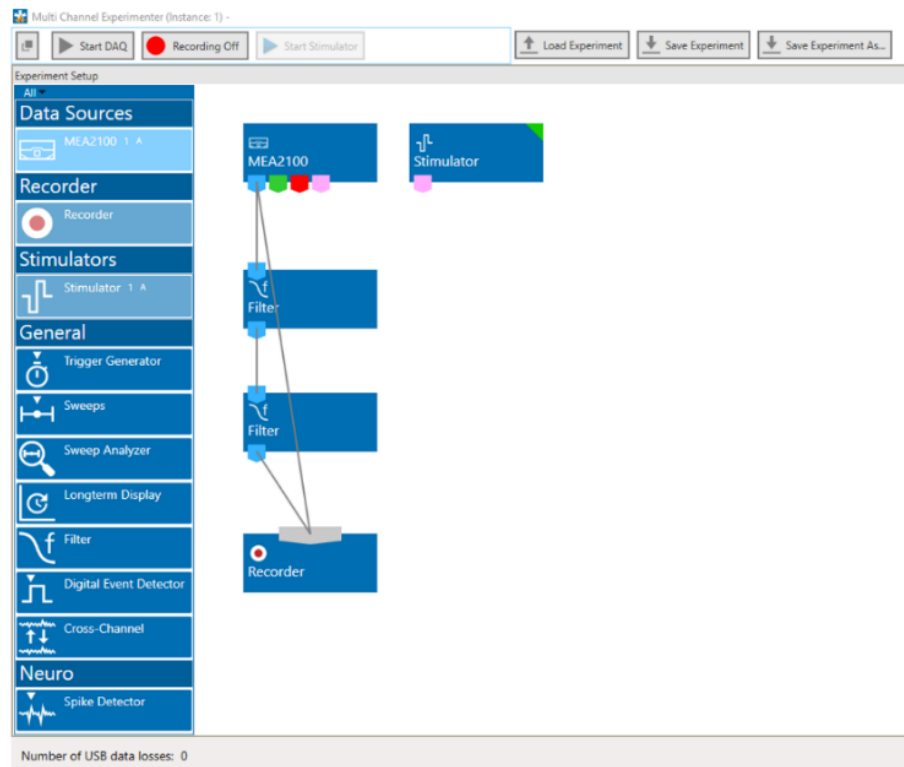 Multi Channel Experimenter (Instance: 1) -
Start DAQ
Recording Off
Start Stimulator
Load Experiment
Save Experiment
Save Experiment As...
Experiment Setup
All
Data Sources
MEA2100 1 A
Recorder
Recorder
Stimulators
Stimulator 1 A
General
Trigger Generator
Sweeps
Sweep Analyzer
Longterm Display
Filter
Digital Event Detector
Cross-Channel
Neuro
Spike Detector
MEA2100
Stimulator
Filter
Filter
Recorder
Number of USB data losses: 0